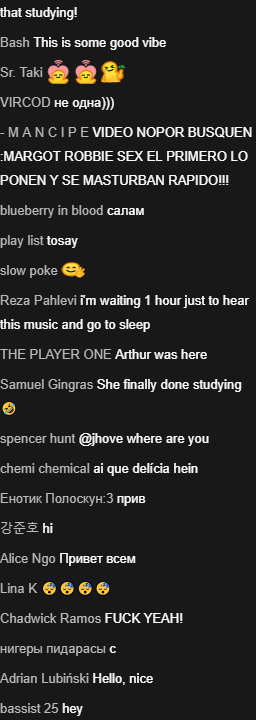 that studying!
Bash This is some good vibe
Sr. Taki
VIRCOD не одна)))
- M A N C I P E VIDEO NOPOR BUSQUEN
:MARGOT ROBBIE SEX EL PRIMERO LO
PONEN Y SE MASTURBAN RAPIDO!!!
blueberry in blood салам
play list tosay
slow poke
Reza Pahlevi i'm waiting 1 hour just to hear
this music and go to sleep
THE PLAYER ONE Arthur was here
Samuel Gingras She finally done studying
spencer hunt @jhove where are you
chemi chemical ai que delícia hein
Енотик Полоскун:3 прив
강준호 hi
Alice Ngo Привет всем
Lina K
Chadwick Ramos FUCK YEAH!
нигеры пидарасы с
Adrian Lubiński Hello, nice
bassist 25 hey